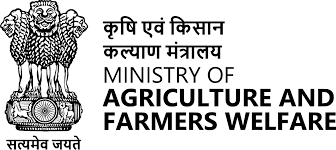 कृषि एवं किसान
कल्याण मंत्रालय
MINISTRY OF
AGRICULTURE AND
FARMERS WELFARE
सत्यमेव जयते